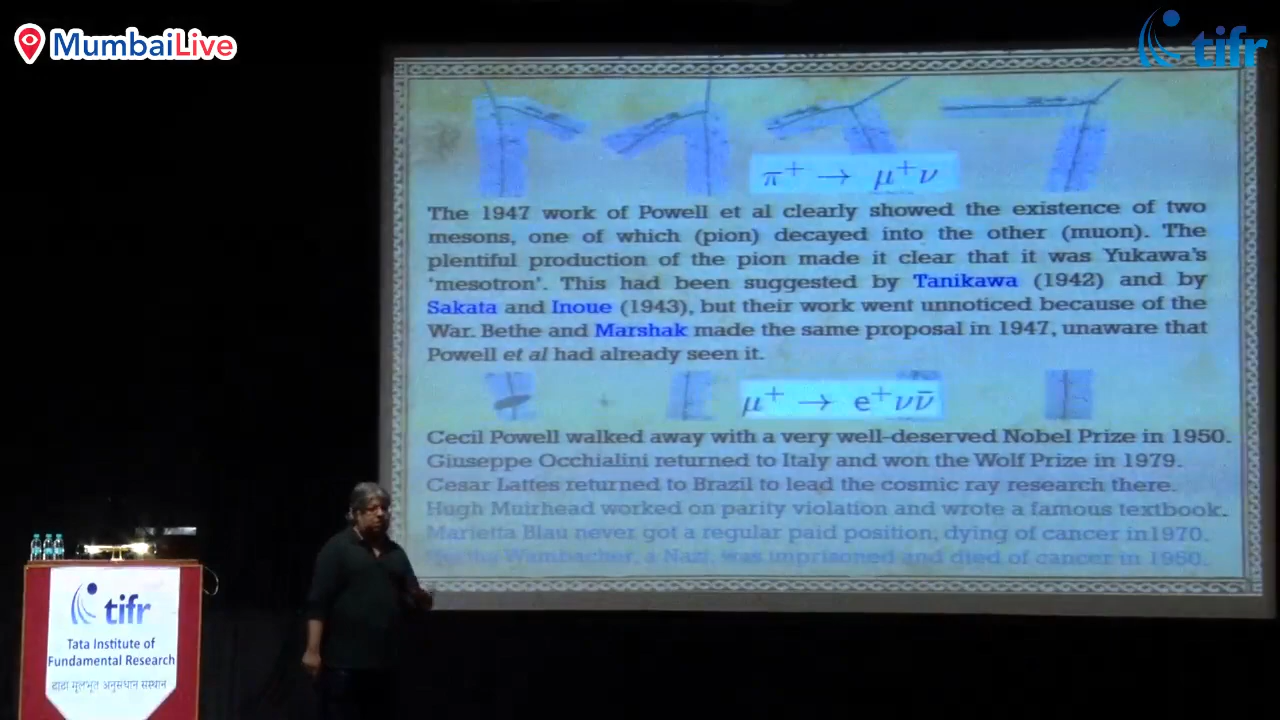 MumbaiLive
tifr
π⁺ → μ⁺ν
The 1947 work of Powell et al clearly showed the existence of two
mesons, one of which (pion) decayed into the other (muon). The
plentiful production of the pion made it clear that it was Yukawa's
'mesotron'. This had been suggested by Tanikawa (1942) and by
Sakata and Inoue (1943), but their work went unnoticed because of the
War. Bethe and Marshak made the same proposal in 1947, unaware that
Powell et al had already seen it.
μ⁺ → e⁺νν̄
Cecil Powell walked away with a very well-deserved Nobel Prize in 1950.
Giuseppe Occhialini returned to Italy and won the Wolf Prize in 1979.
Cesar Lattes returned to Brazil to lead the cosmic ray research there.
Hugh Muirhead worked on parity violation and wrote a famous textbook.
Marietta Blau never got a regular paid position, dying of cancer in1970.
Wambacher, a Nazi, was imprisoned and died of cancer in 1950.
tifr
Tata Institute of
Fundamental Research
टाटा मूलभूत अनुसंधान संस्थान